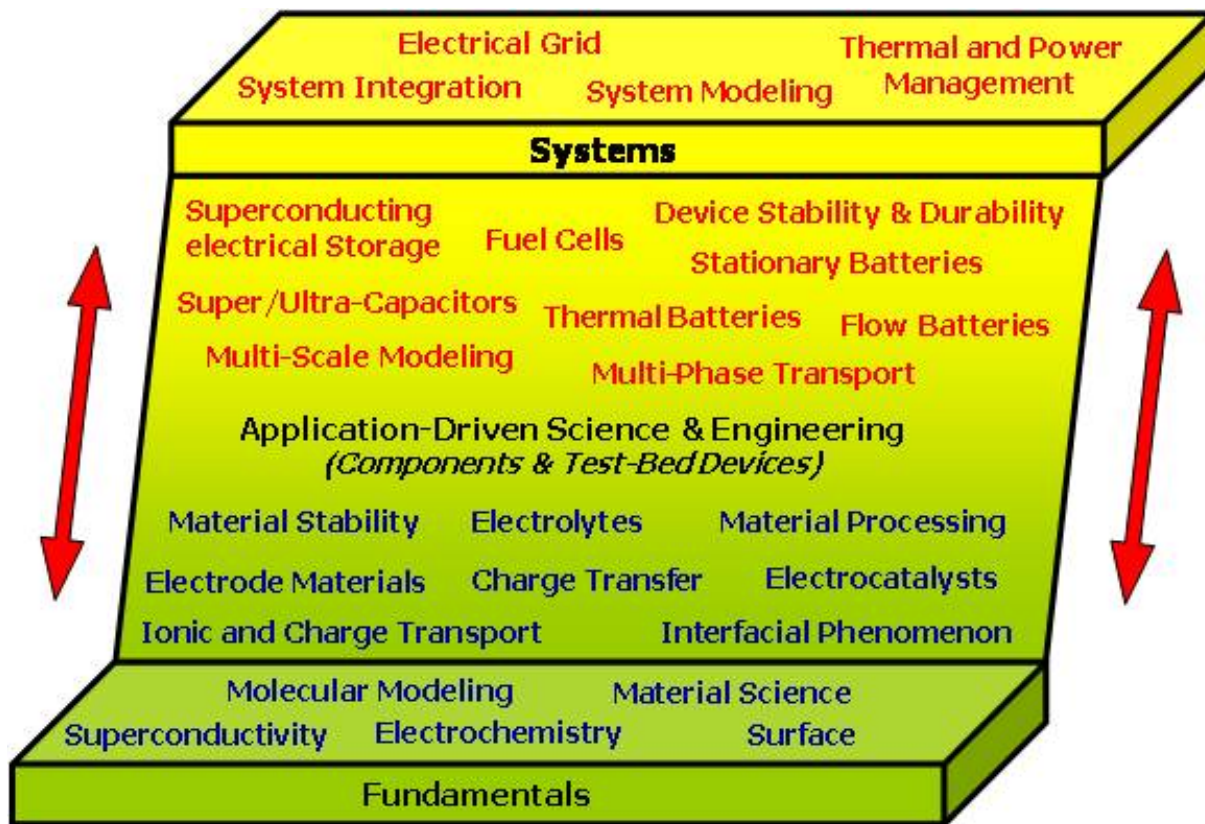 Electrical Grid
Thermal and Power
Management
System Integration
System Modeling
Systems
Superconducting
electrical Storage
Fuel Cells
Device Stability & Durability
Stationary Batteries
Super/Ultra-Capacitors
Thermal Batteries
Flow Batteries
Multi-Scale Modeling
Multi-Phase Transport
Application-Driven Science & Engineering
(Components & Test-Bed Devices)
Material Stability
Electrolytes
Material Processing
Electrode Materials
Charge Transfer
Electrocatalysts
Ionic and Charge Transport
Interfacial Phenomenon
Molecular Modeling
Material Science
Superconductivity
Electrochemistry
Surface
Fundamentals